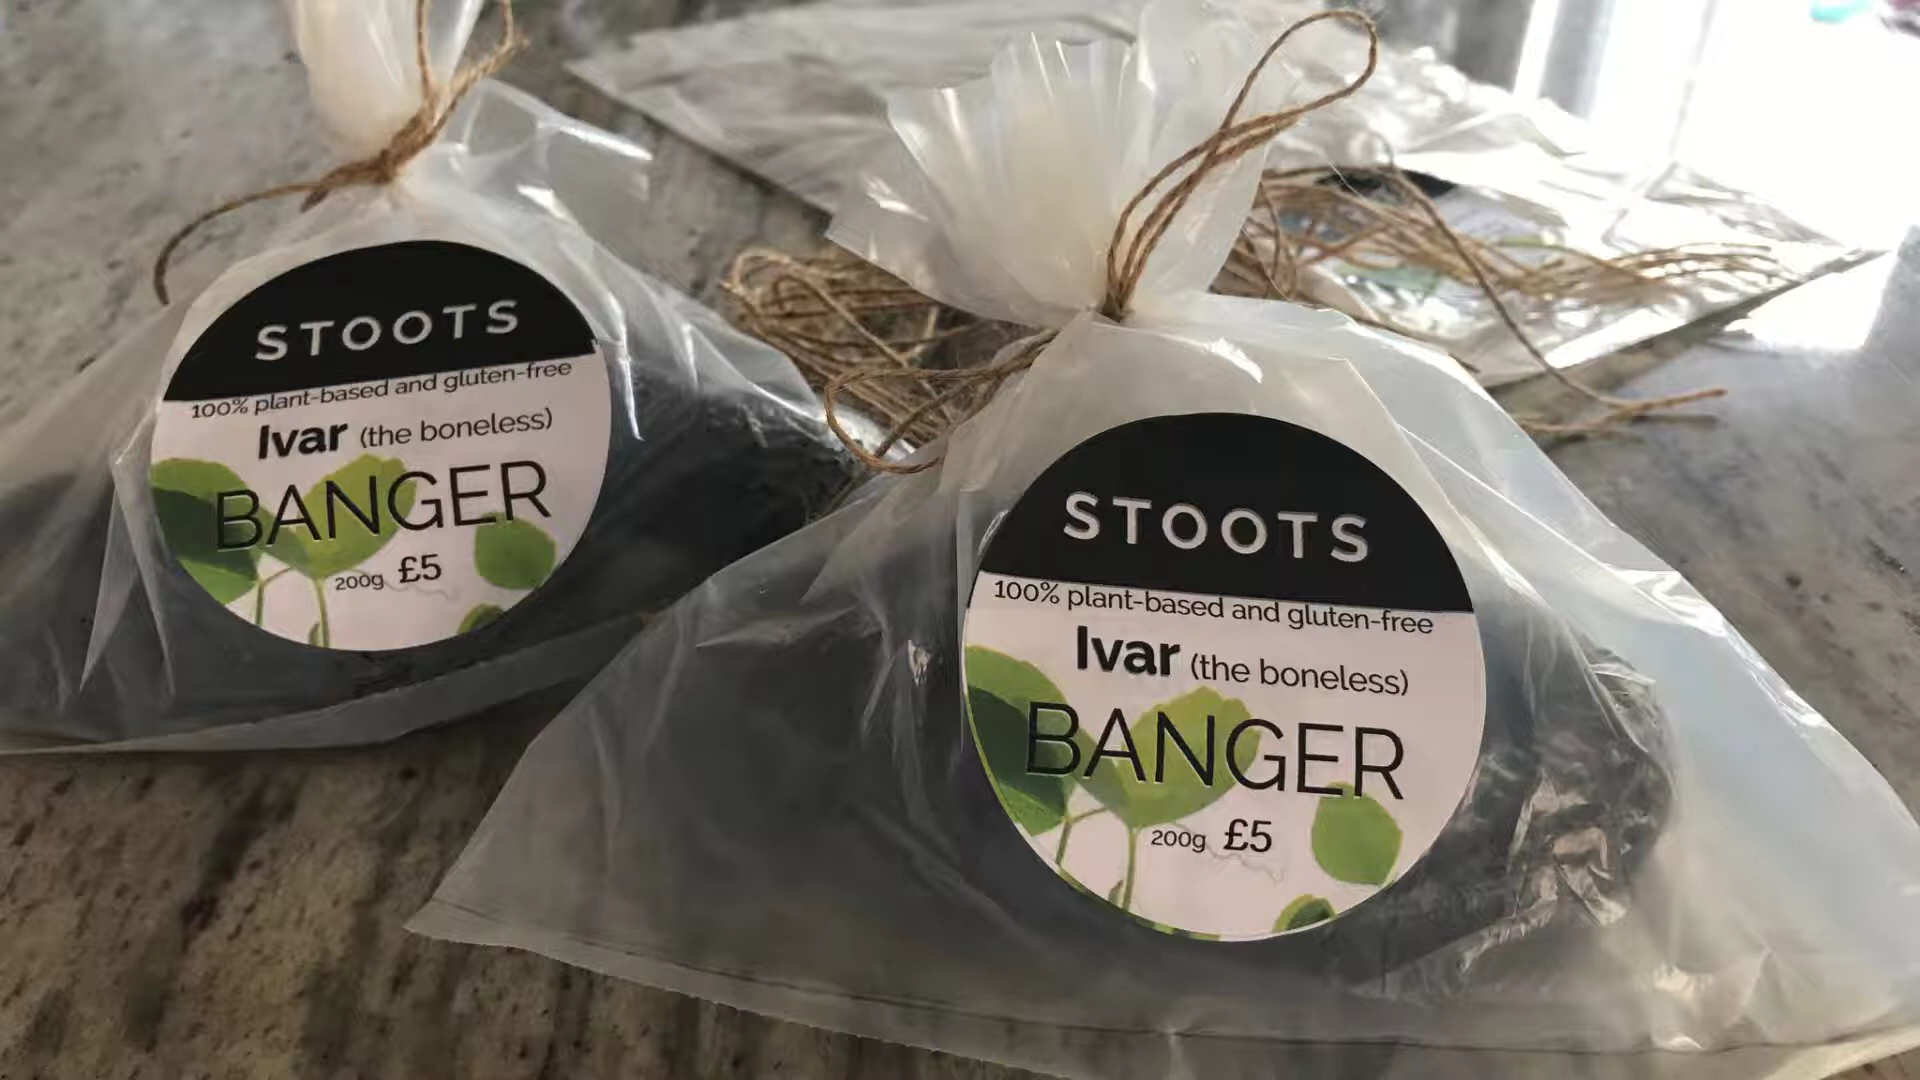 STOOTS
100% plant-based and gluten-free
Ivar (the boneless)
BANGER
200g £5
STOOTS
100% plant-based and gluten-free
Ivar (the boneless)
BANGER
200g £5